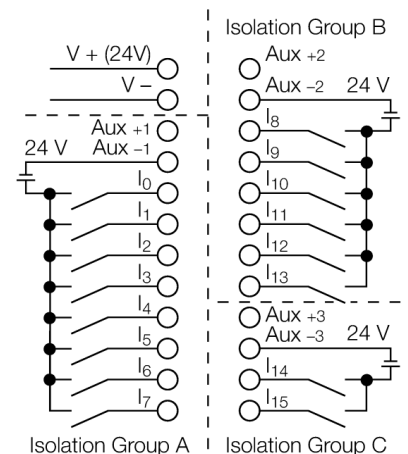 Isolation Group B
V + (24V)
V –
Aux +1
Aux –1
24 V
I0
I1
I2
I3
I4
I5
I6
I7
Isolation Group A
Aux +2
Aux –2
24 V
I8
I9
I10
I11
I12
I13
Aux +3
Aux –3
24 V
I14
I15
Isolation Group C